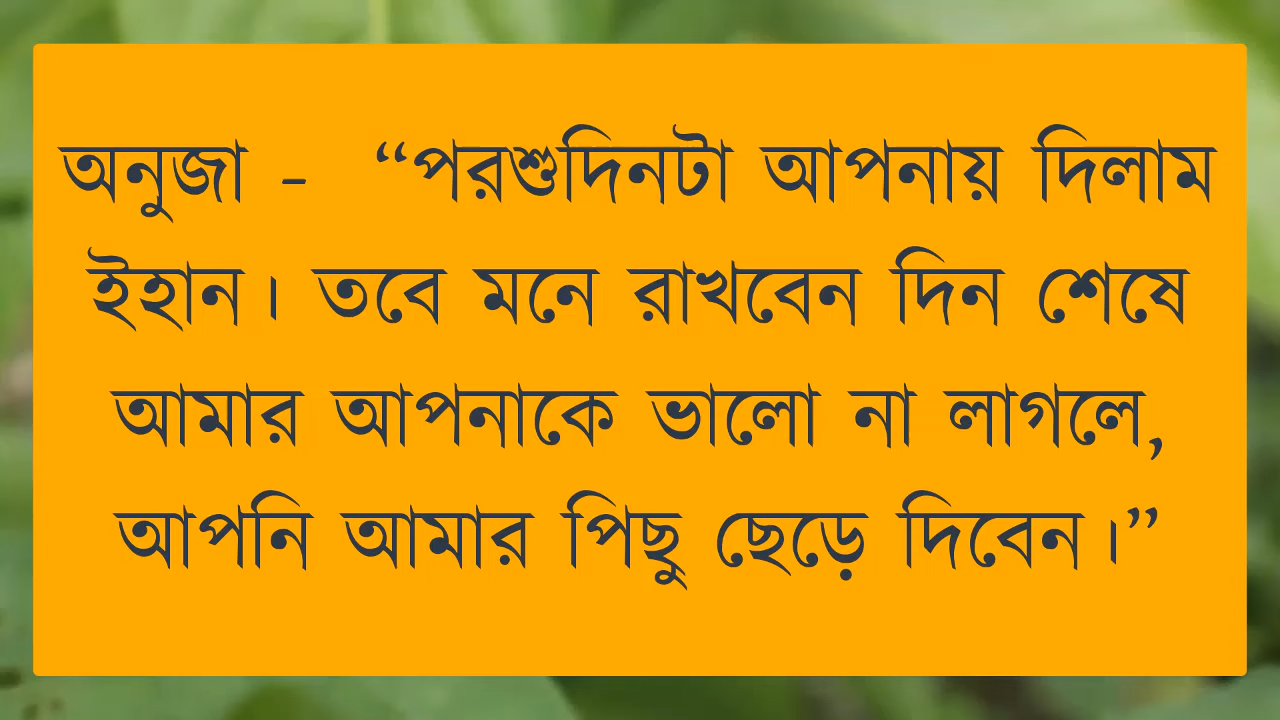 অনুজা - “পরশুদিনটা আপনায় দিলাম
ইহান। তবে মনে রাখবেন দিন শেষে
আমার আপনাকে ভালো না লাগলে,
আপনি আমার পিছু ছেড়ে দিবেন।”